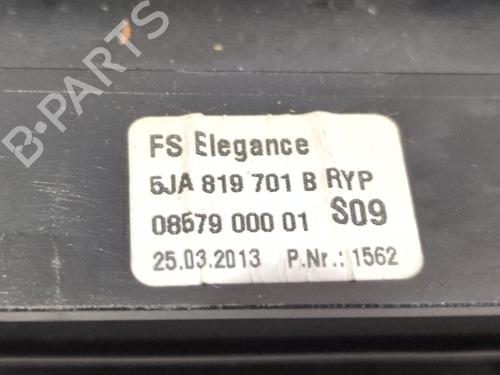 FS Elegance
5JA 819 701 B RYP
08579 000 01 S09
25.03.2013 P.Nr.: 1562
B-PARTS